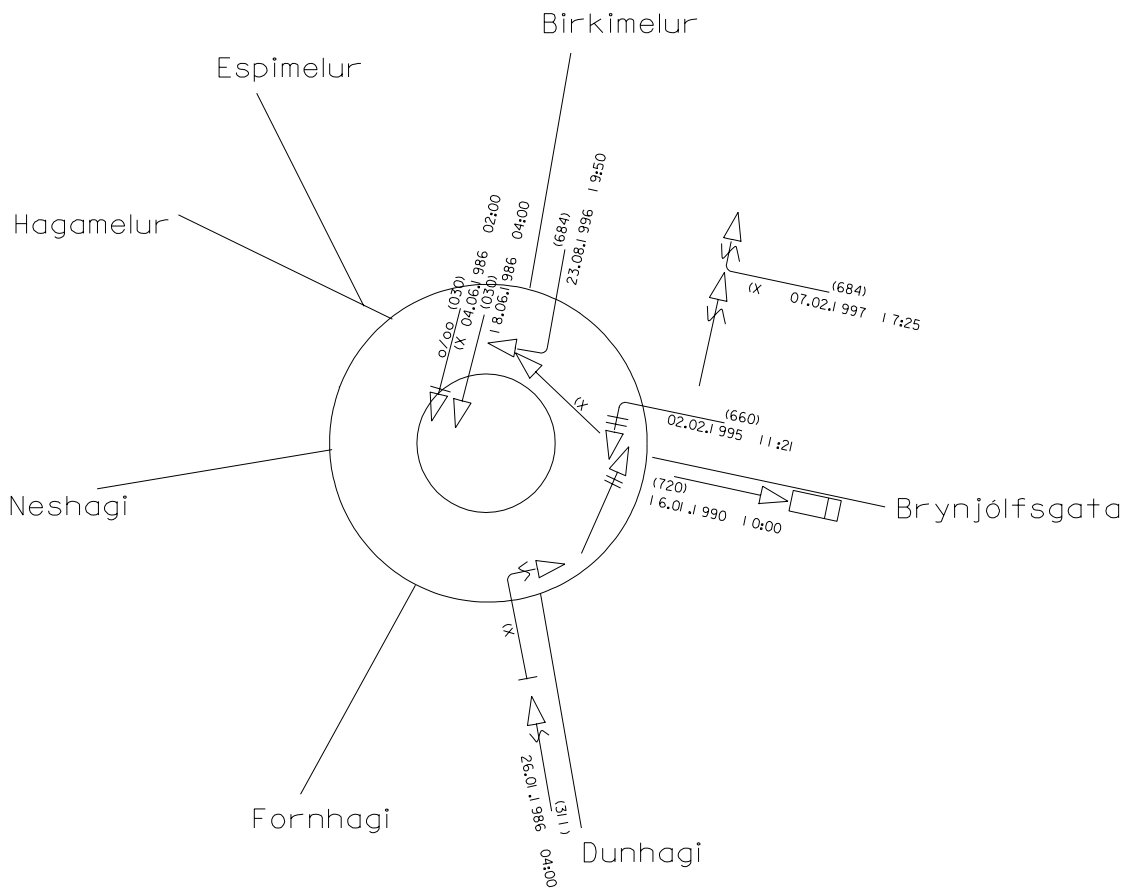 Birkimelur
Espimelur
Hagamelur
(684)
23.08.1996 19:50
o/oo (030)
(X 04.06.1986 02:00
(030)
18.06.1986 04:00
(684)
(X 07.02.1997 17:25
(X
(660)
02.02.1995 11:21
(720)
16.01.1990 10:00
Brynjólfsgata
Neshagi
(X
26.01.1986 04:00
(311)
Fornhagi
Dunhagi